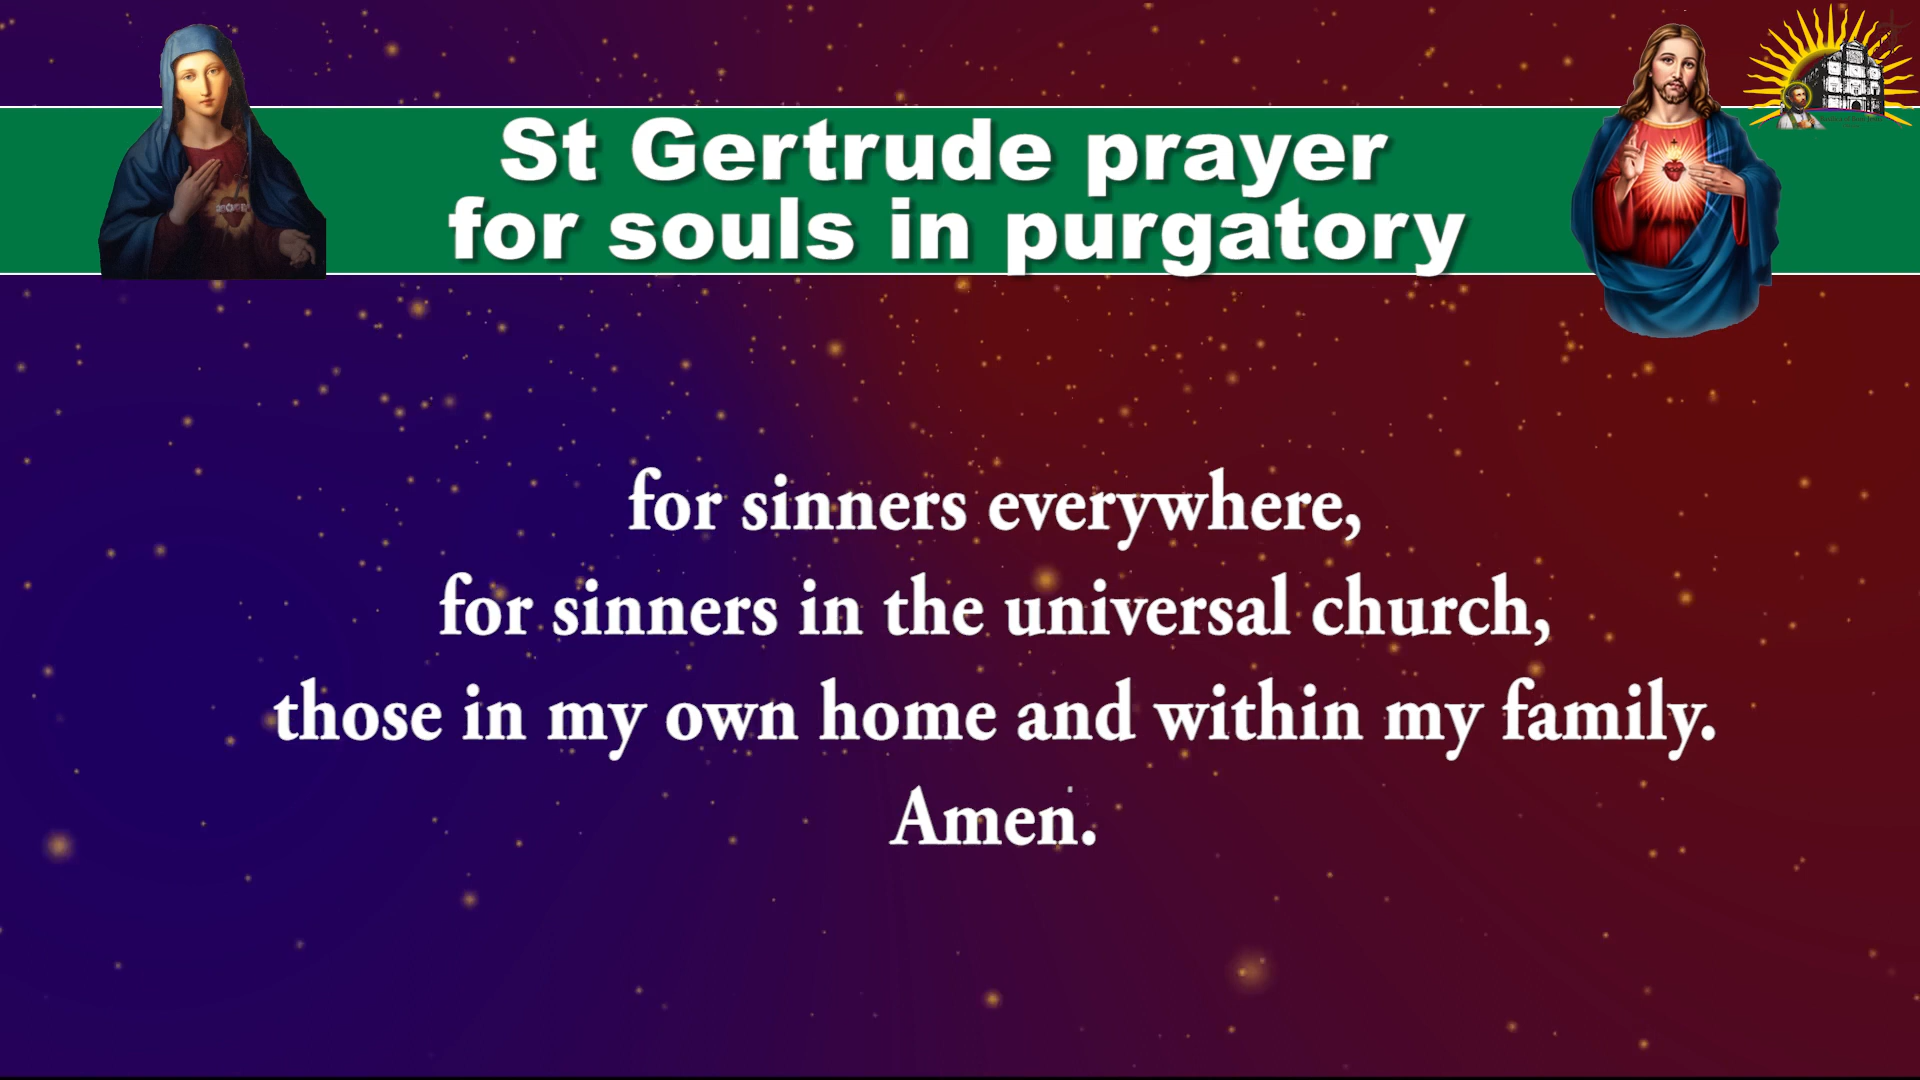 St Gertrude prayer
for souls in purgatory
for sinners everywhere,
for sinners in the universal church,
those in my own home and within my family.
Amen.